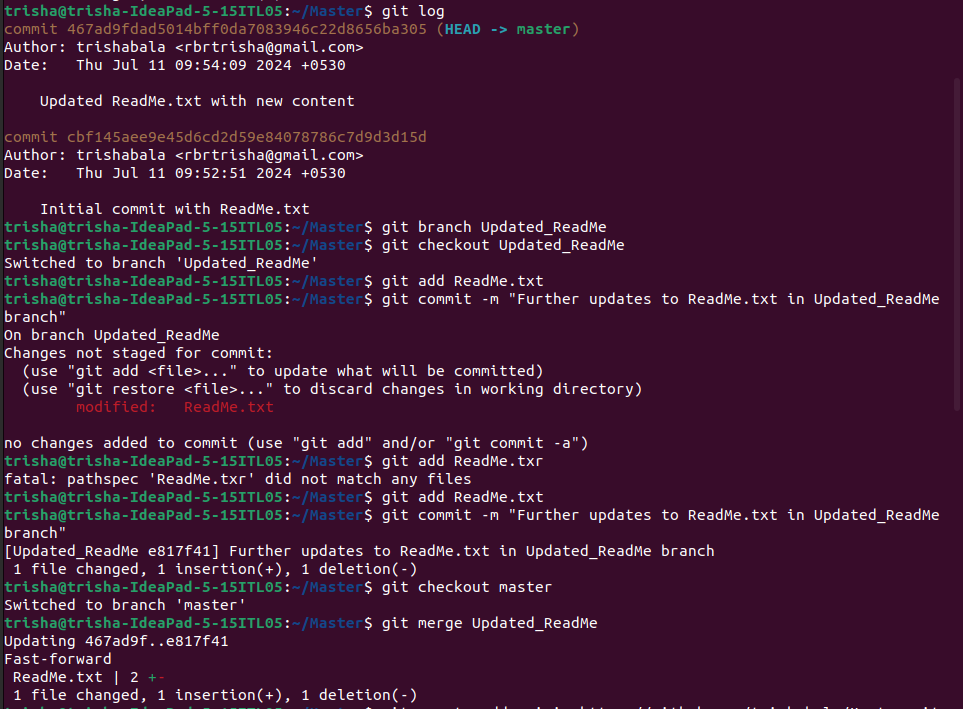 trisha@trisha-IdeaPad-5-15ITL05:~/Master$ git log
commit 467ad9fdad5014bff0da7083946c22d8656ba305 (HEAD -> master)
Author: trishabala <rbrtrisha@gmail.com>
Date:   Thu Jul 11 09:54:09 2024 +0530
    Updated ReadMe.txt with new content
commit cbf145aee9e45d6cd2d59e84078786c7d9d3d15d
Author: trishabala <rbrtrisha@gmail.com>
Date:   Thu Jul 11 09:52:51 2024 +0530
    Initial commit with ReadMe.txt
trisha@trisha-IdeaPad-5-15ITL05:~/Master$ git branch Updated_ReadMe
trisha@trisha-IdeaPad-5-15ITL05:~/Master$ git checkout Updated_ReadMe
Switched to branch 'Updated_ReadMe'
trisha@trisha-IdeaPad-5-15ITL05:~/Master$ git add ReadMe.txt
trisha@trisha-IdeaPad-5-15ITL05:~/Master$ git commit -m "Further updates to ReadMe.txt in Updated_ReadMe
branch"
On branch Updated_ReadMe
Changes not staged for commit:
  (use "git add <file>..." to update what will be committed)
  (use "git restore <file>..." to discard changes in working directory)
        modified:   ReadMe.txt
no changes added to commit (use "git add" and/or "git commit -a")
trisha@trisha-IdeaPad-5-15ITL05:~/Master$ git add ReadMe.txr
fatal: pathspec 'ReadMe.txr' did not match any files
trisha@trisha-IdeaPad-5-15ITL05:~/Master$ git add ReadMe.txt
trisha@trisha-IdeaPad-5-15ITL05:~/Master$ git commit -m "Further updates to ReadMe.txt in Updated_ReadMe
branch"
[Updated_ReadMe e817f41] Further updates to ReadMe.txt in Updated_ReadMe branch
 1 file changed, 1 insertion(+), 1 deletion(-)
trisha@trisha-IdeaPad-5-15ITL05:~/Master$ git checkout master
Switched to branch 'master'
trisha@trisha-IdeaPad-5-15ITL05:~/Master$ git merge Updated_ReadMe
Updating 467ad9f..e817f41
Fast-forward
 ReadMe.txt | 2 +-
 1 file changed, 1 insertion(+), 1 deletion(-)